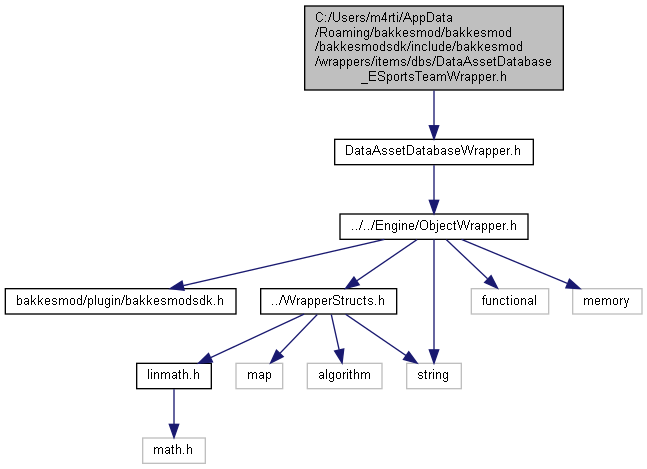 C:/Users/m4rti/AppData
/Roaming/bakkesmod/bakkesmod
/bakkesmodsdk/include/bakkesmod
/wrappers/items/dbs/DataAssetDatabase
_ESportsTeamWrapper.h
DataAssetDatabaseWrapper.h
../../Engine/ObjectWrapper.h
bakkesmod/plugin/bakkesmodsdk.h
../WrapperStructs.h
functional
memory
linmath.h
map
algorithm
string
math.h